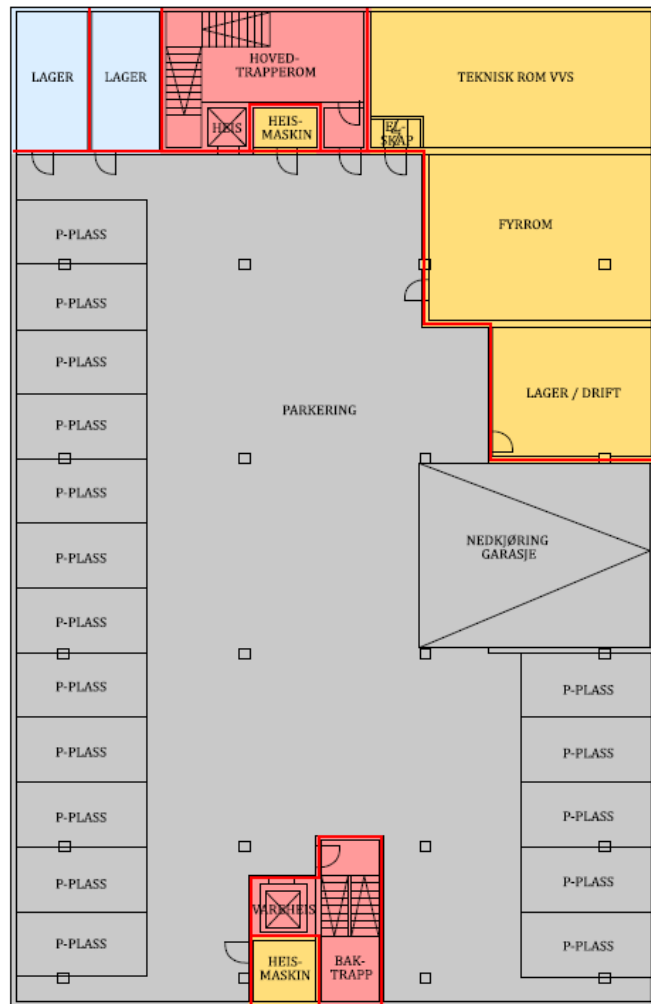 LAGER
LAGER
HOVED-
TRAPPEROM
TEKNISK ROM VVS
HEIS
HEIS-
MASKIN
EL-
SKAP
P-PLASS
FYRROM
P-PLASS
P-PLASS
LAGER / DRIFT
PARKERING
P-PLASS
P-PLASS
NEDKJØRING
GARASJE
P-PLASS
P-PLASS
P-PLASS
P-PLASS
P-PLASS
P-PLASS
P-PLASS
P-PLASS
P-PLASS
P-PLASS
VAREHEIS
P-PLASS
P-PLASS
HEIS-
MASKIN
BAK-
TRAPP